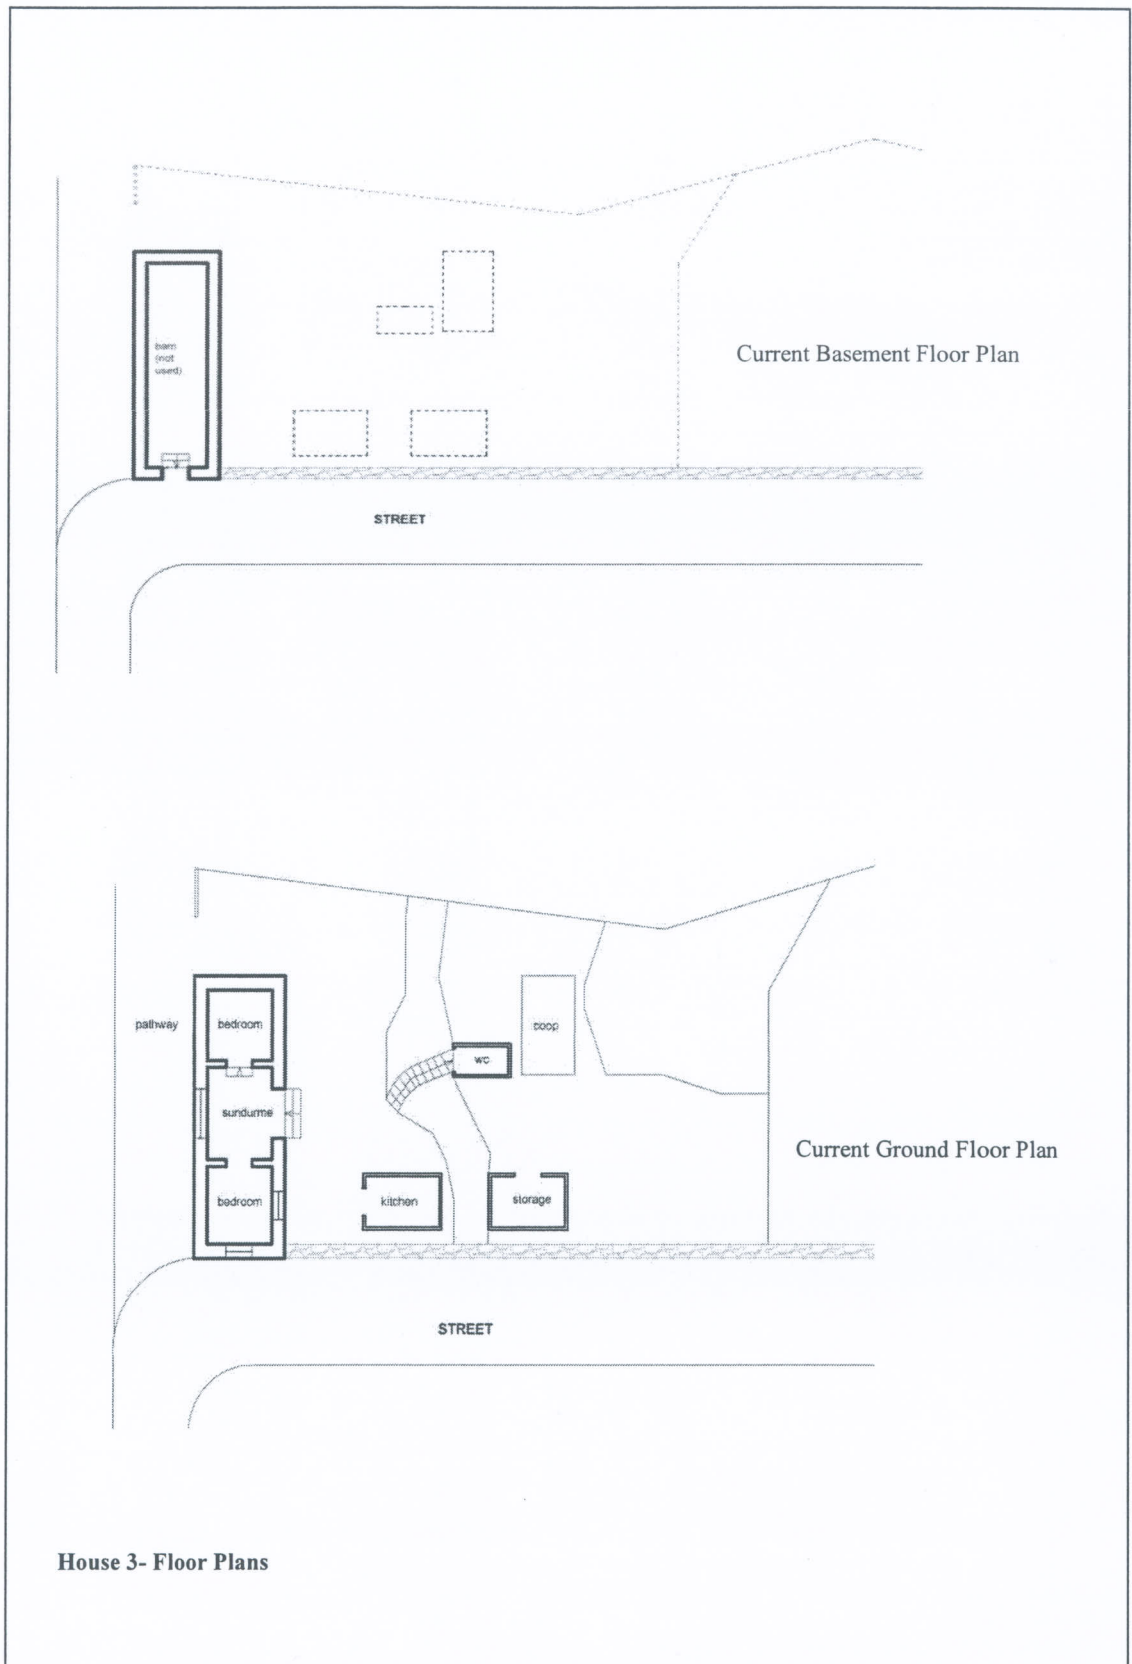 barn
(not
used)
Current Basement Floor Plan
STREET
pathway
bedroom
coop
wc
sundurme
Current Ground Floor Plan
bedroom
kitchen
storage
STREET
House 3- Floor Plans